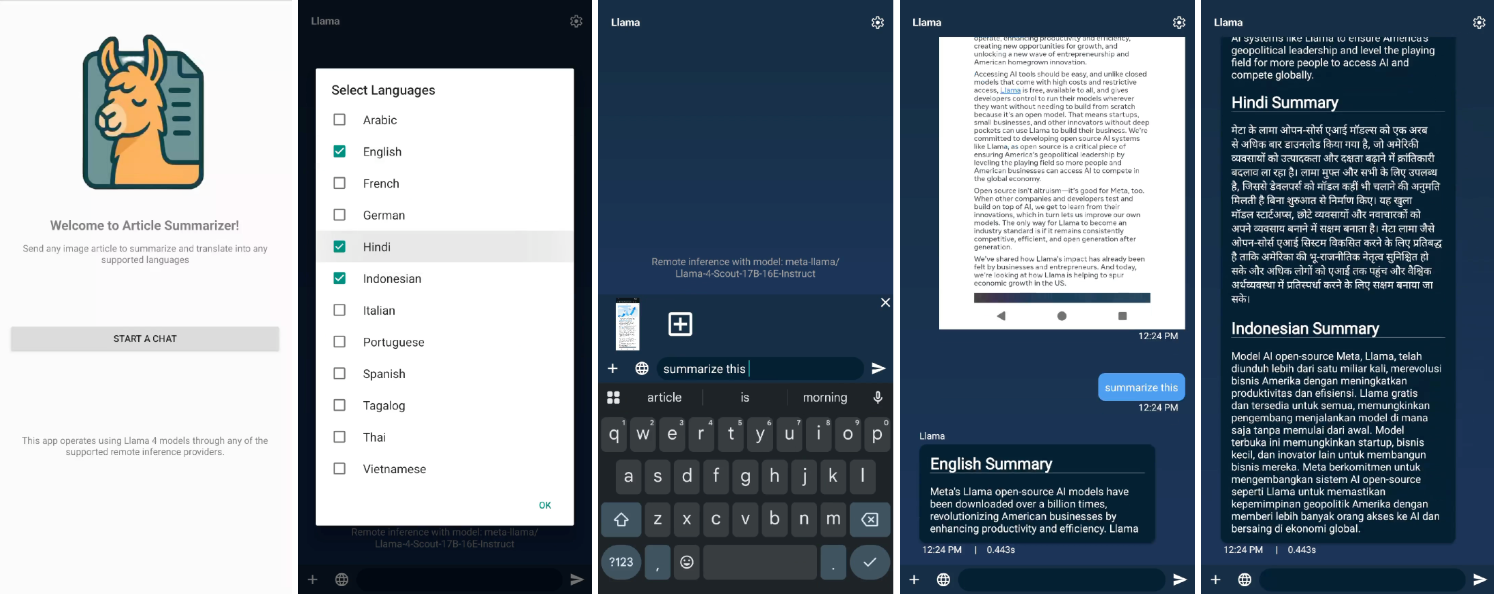 Welcome to Article Summarizer!
Send any image article to summarize and translate into any
supported languages
START A CHAT
This app operates using Llama 4 models through any of the
supported remote inference providers.
Llama
Select Languages
Arabic
English
French
German
Hindi
Indonesian
Italian
Portuguese
Spanish
Tagalog
Thai
Vietnamese
OK
Remote inference with model: meta-llama/
Llama-4-Scout-17B-16E-Instruct
Llama
Remote inference with model: meta-llama/
Llama-4-Scout-17B-16E-Instruct
summarize this
article is morning
q1 w2 e3 r4 t5 y6 u7 i8 o9 p0
a s d f g h j k l
z x c v b n m
?123 , .
Llama
operate, enhancing productivity and efficiency,
creating new opportunities for growth, and
unlocking a new wave of entrepreneurship and
American homegrown innovation.
Accessing AI tools should be easy, and unlike closed
models that come with high costs and restrictive
access, Llama is free, available to all, and gives
developers control to run their models wherever
they want without needing to build from scratch
because it's an open model. That means startups,
small businesses, and other innovators without deep
pockets can use Llama to build their business. We're
committed to developing open source AI systems
like Llama, as open source is a critical piece of
ensuring America's geopolitical leadership by
leveling the playing field so more people and
American businesses can access AI to compete in
the global economy.
Open source isn't altruism—it's good for Meta, too.
When other companies and developers test and
build on top of AI, we get to learn from their
innovations, which in turn lets us improve our own
models. The only way for Llama to become an
industry standard is if it remains consistently
competitive, efficient, and open generation after
generation.
We've shared how Llama's impact has already been
felt by businesses and entrepreneurs. And today,
we're looking at how Llama is helping to spur
economic growth in the US.
12:24 PM
summarize this
12:24 PM
Llama
English Summary
Meta's Llama open-source AI models have
been downloaded over a billion times,
revolutionizing American businesses by
enhancing productivity and efficiency. Llama
12:24 PM | 0.443s
Llama
AI systems like Llama to ensure America's
geopolitical leadership and level the playing
field for more people to access AI and
compete globally.
Hindi Summary
मेटा के लामा ओपन-सोर्स एआई मॉडल्स को एक अरब
से अधिक बार डाउनलोड किया गया है, जो अमेरिकी
व्यवसायों को उत्पादकता और दक्षता बढ़ाने में क्रांतिकारी
बदलाव ला रहा है। लामा मुफ्त और सभी के लिए उपलब्ध
है, जिससे डेवलपर्स को मॉडल कहीं भी चलाने की अनुमति
मिलती है बिना शुरुआत से निर्माण किए। यह खुला
मॉडल स्टार्टअप्स, छोटे व्यवसायों और नवाचारकों को
अपने व्यवसाय बनाने में सक्षम बनाता है। मेटा लामा जैसे
ओपन-सोर्स एआई सिस्टम विकसित करने के लिए प्रतिबद्ध
है ताकि अमेरिका की भू-राजनीतिक नेतृत्व सुनिश्चित हो
सके और अधिक लोगों को एआई तक पहुंच और वैश्विक
अर्थव्यवस्था में प्रतिस्पर्धा करने के लिए सक्षम बनाया जा
सके।
Indonesian Summary
Model AI open-source Meta, Llama, telah
diunduh lebih dari satu miliar kali, merevolusi
bisnis Amerika dengan meningkatkan
produktivitas dan efisiensi. Llama gratis
dan tersedia untuk semua, memungkinkan
pengembang menjalankan model di mana
saja tanpa memulai dari awal. Model
terbuka ini memungkinkan startup, bisnis
kecil, dan inovator lain untuk membangun
bisnis mereka. Meta berkomitmen untuk
mengembangkan sistem AI open-source
seperti Llama untuk memastikan
kepemimpinan geopolitik Amerika dengan
memberi lebih banyak orang akses ke AI dan
bersaing di ekonomi global.
12:24 PM | 0.443s